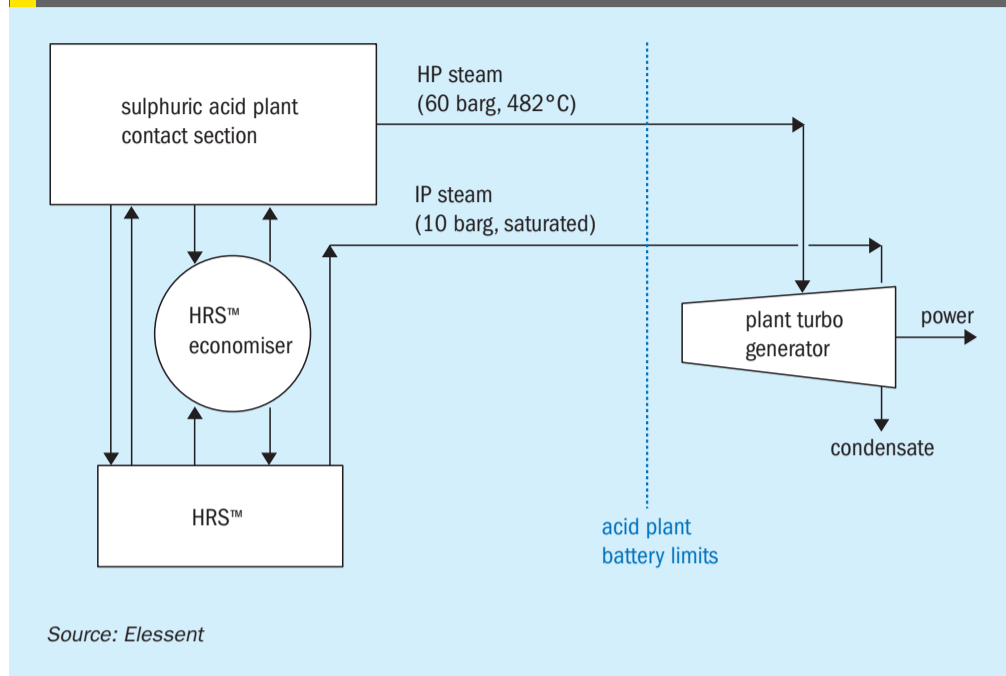 sulphuric acid plant
contact section
HP steam
(60 barg, 482°C)
IP steam
(10 barg, saturated)
HRS™
economiser
plant turbo
generator
power
condensate
HRS™
acid plant
battery limits
Source: Elessent